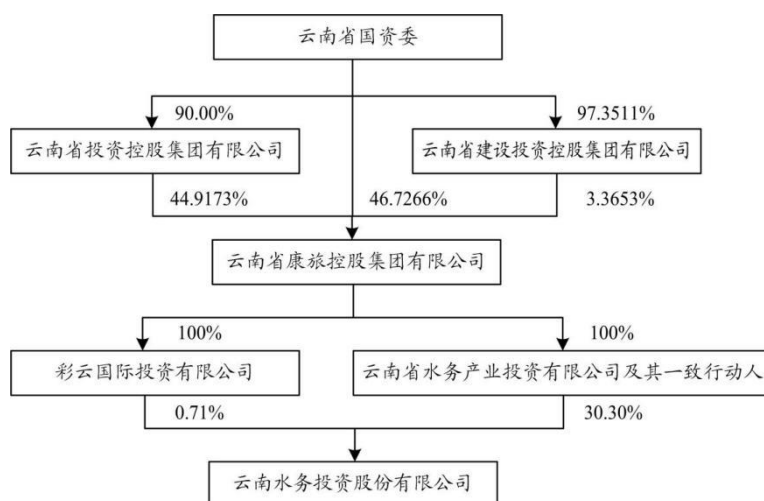 云南省国资委
90.00%
97.3511%
云南省投资控股集团有限公司
云南省建设投资控股集团有限公司
44.9173%
46.7266%
3.3653%
云南省康旅控股集团有限公司
100%
100%
彩云国际投资有限公司
云南省水务产业投资有限公司及其一致行动人
0.71%
30.30%
云南水务投资股份有限公司